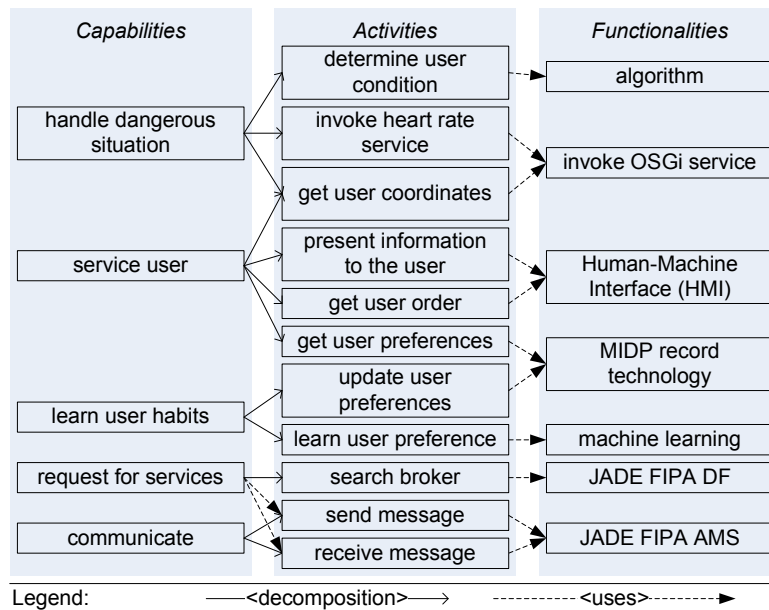 Capabilities
Activities
Functionalities
handle dangerous
situation
service user
learn user habits
request for services
communicate
determine user
condition
invoke heart rate
service
get user coordinates
present information
to the user
get user order
get user preferences
update user
preferences
learn user preference
search broker
send message
receive message
algorithm
invoke OSGi service
Human-Machine
Interface (HMI)
MIDP record
technology
machine learning
JADE FIPA DF
JADE FIPA AMS
Legend: <decomposition> <uses>